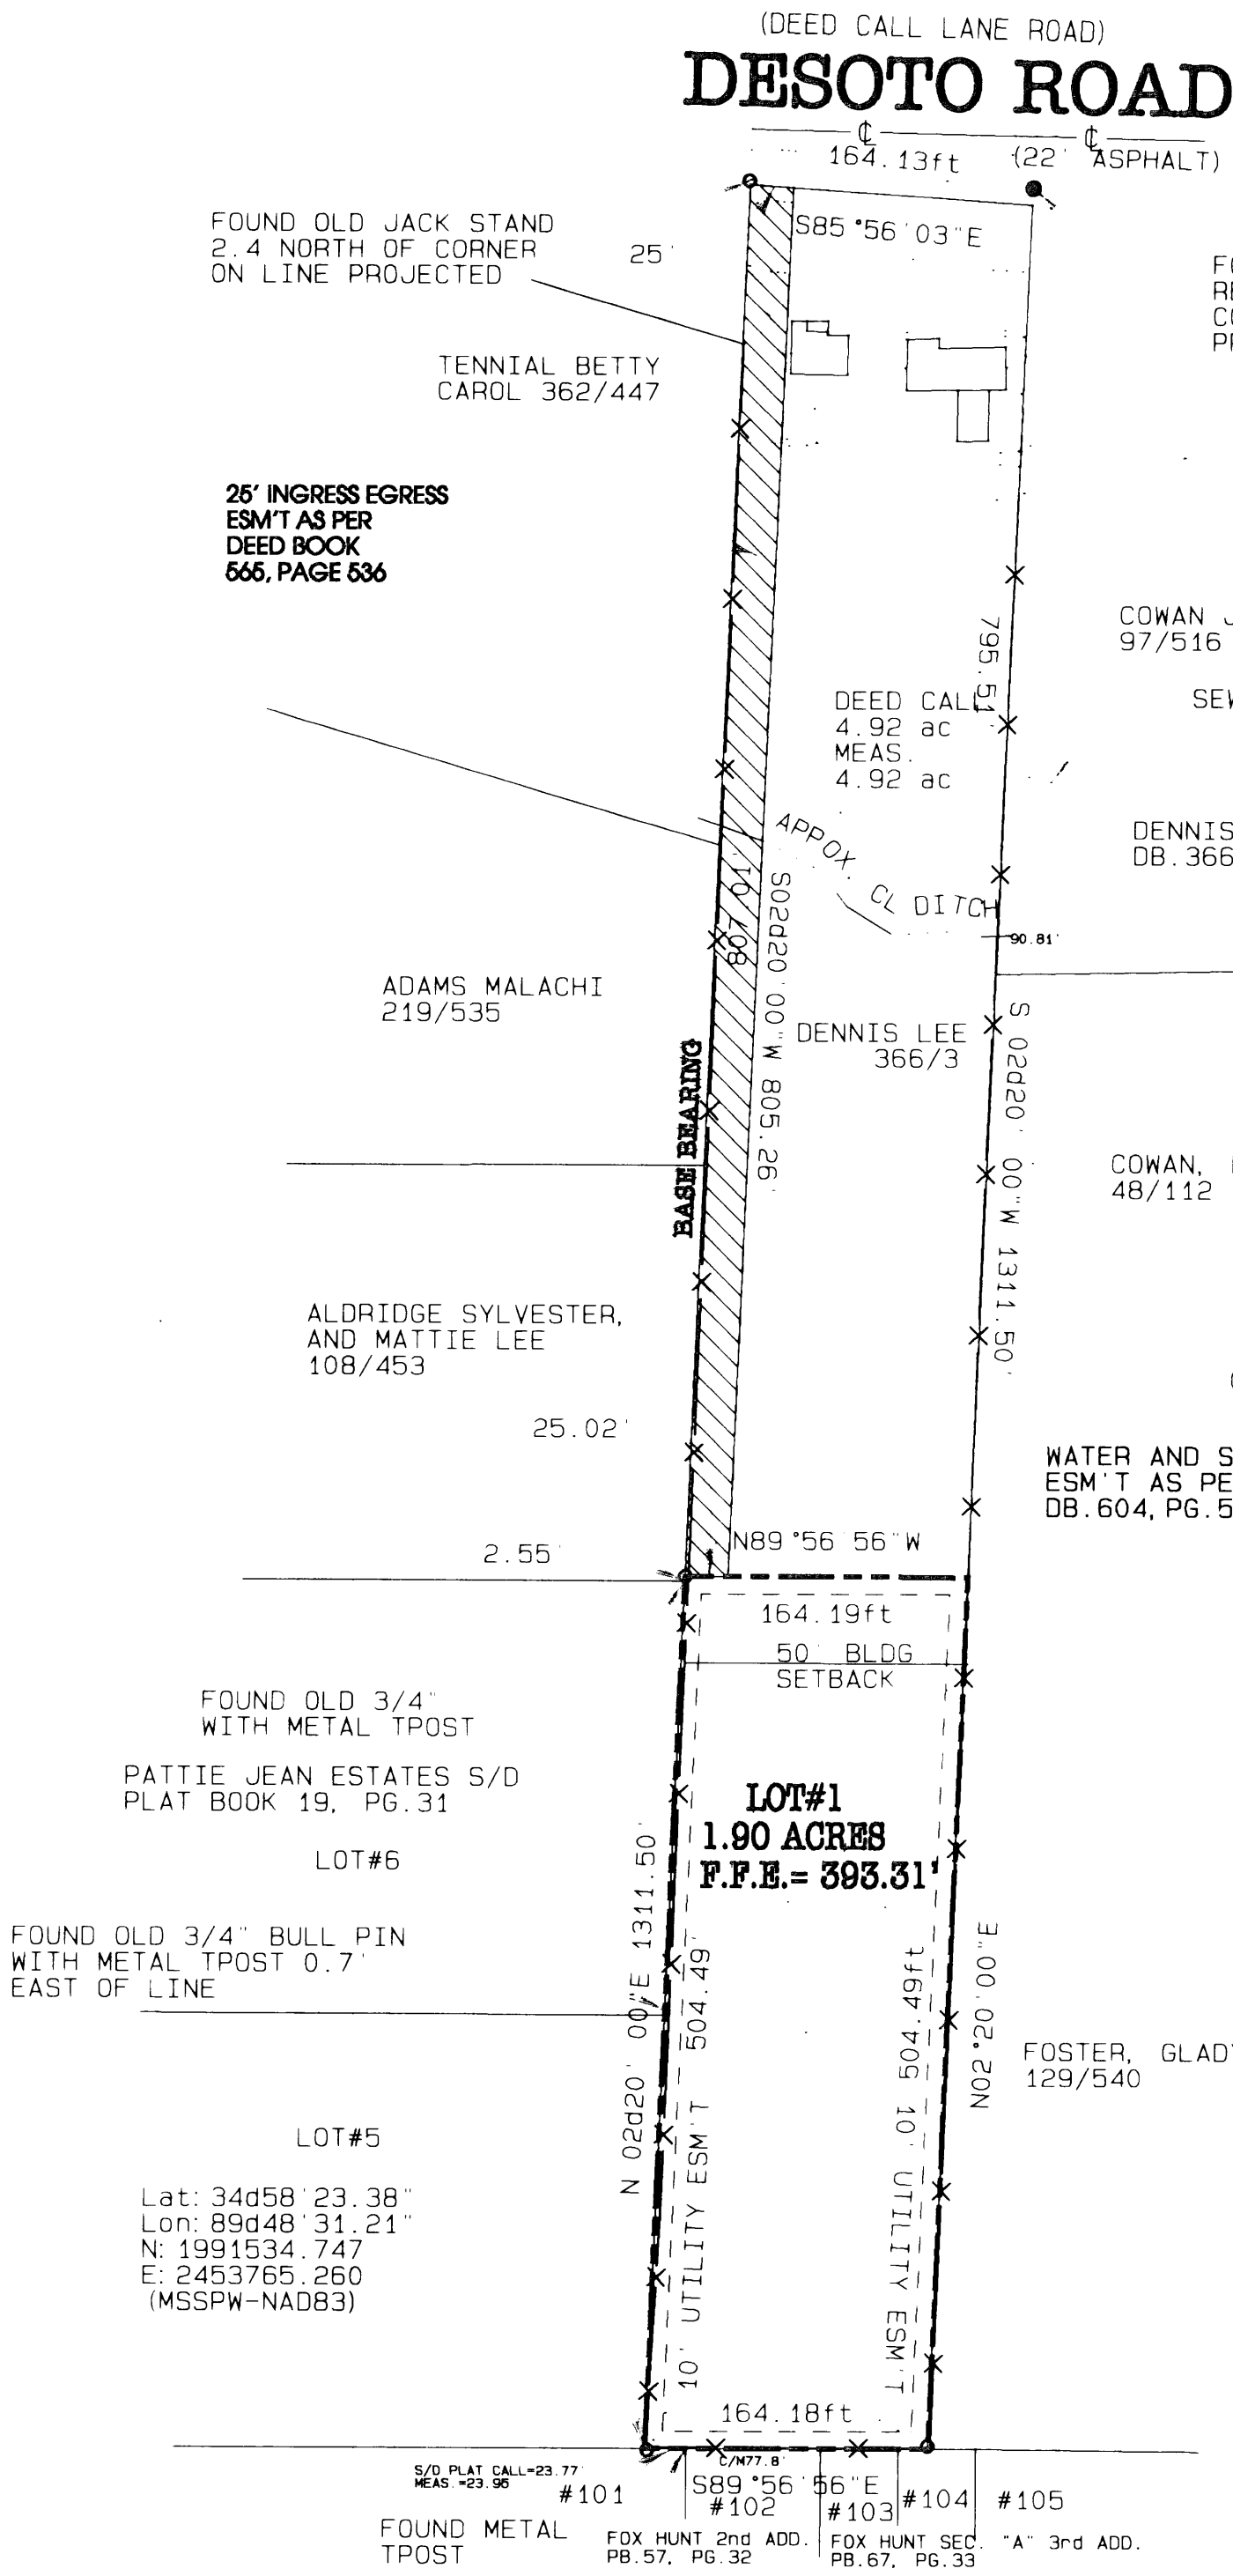 (DEED CALL LANE ROAD)
DESOTO ROAD
164.13ft (22' ASPHALT)
S85°56'03"E
FOUND OLD JACK STAND
2.4 NORTH OF CORNER
ON LINE PROJECTED
25'
TENNIAL BETTY
CAROL 362/447
25' INGRESS EGRESS
ESM'T AS PER
DEED BOOK
565, PAGE 536
795.51
COWAN
97/516
DEED CALL
4.92 ac
MEAS.
4.92 ac
DENNIS
DB.366
APPOX. CL DITCH
90.81'
807.01
S02d20'00"W 805.26'
ADAMS MALACHI
219/535
DENNIS LEE
366/3
S 02d20'00"W 1311.50'
BASE BEARING
COWAN,
48/112
ALDRIDGE SYLVESTER,
AND MATTIE LEE
108/453
25.02'
WATER AND S
ESM'T AS PE
DB.604, PG.5
N89°56'56"W
2.55'
164.19ft
50' BLDG
SETBACK
FOUND OLD 3/4"
WITH METAL TPOST
PATTIE JEAN ESTATES S/D
PLAT BOOK 19, PG.31
LOT#1
1.90 ACRES
F.F.E.= 393.31'
LOT#6
FOUND OLD 3/4" BULL PIN
WITH METAL TPOST 0.7'
EAST OF LINE
N 02d20'00"E 1311.50'
10' UTILITY ESM'T 504.49'
504.49ft
10' UTILITY ESM'T
N02°20'00"E
FOSTER, GLAD
129/540
LOT#5
Lat: 34d58'23.38"
Lon: 89d48'31.21"
N: 1991534.747
E: 2453765.260
(MSSPW-NAD83)
164.18ft
S/D PLAT CALL=23.77'
MEAS.=23.95
C/M77.8'
S89°56'56"E
#101 #102 #103 #104 #105
FOUND METAL
TPOST
FOX HUNT 2nd ADD.
PB.57, PG.32
FOX HUNT SEC. "A" 3rd ADD.
PB.67, PG.33